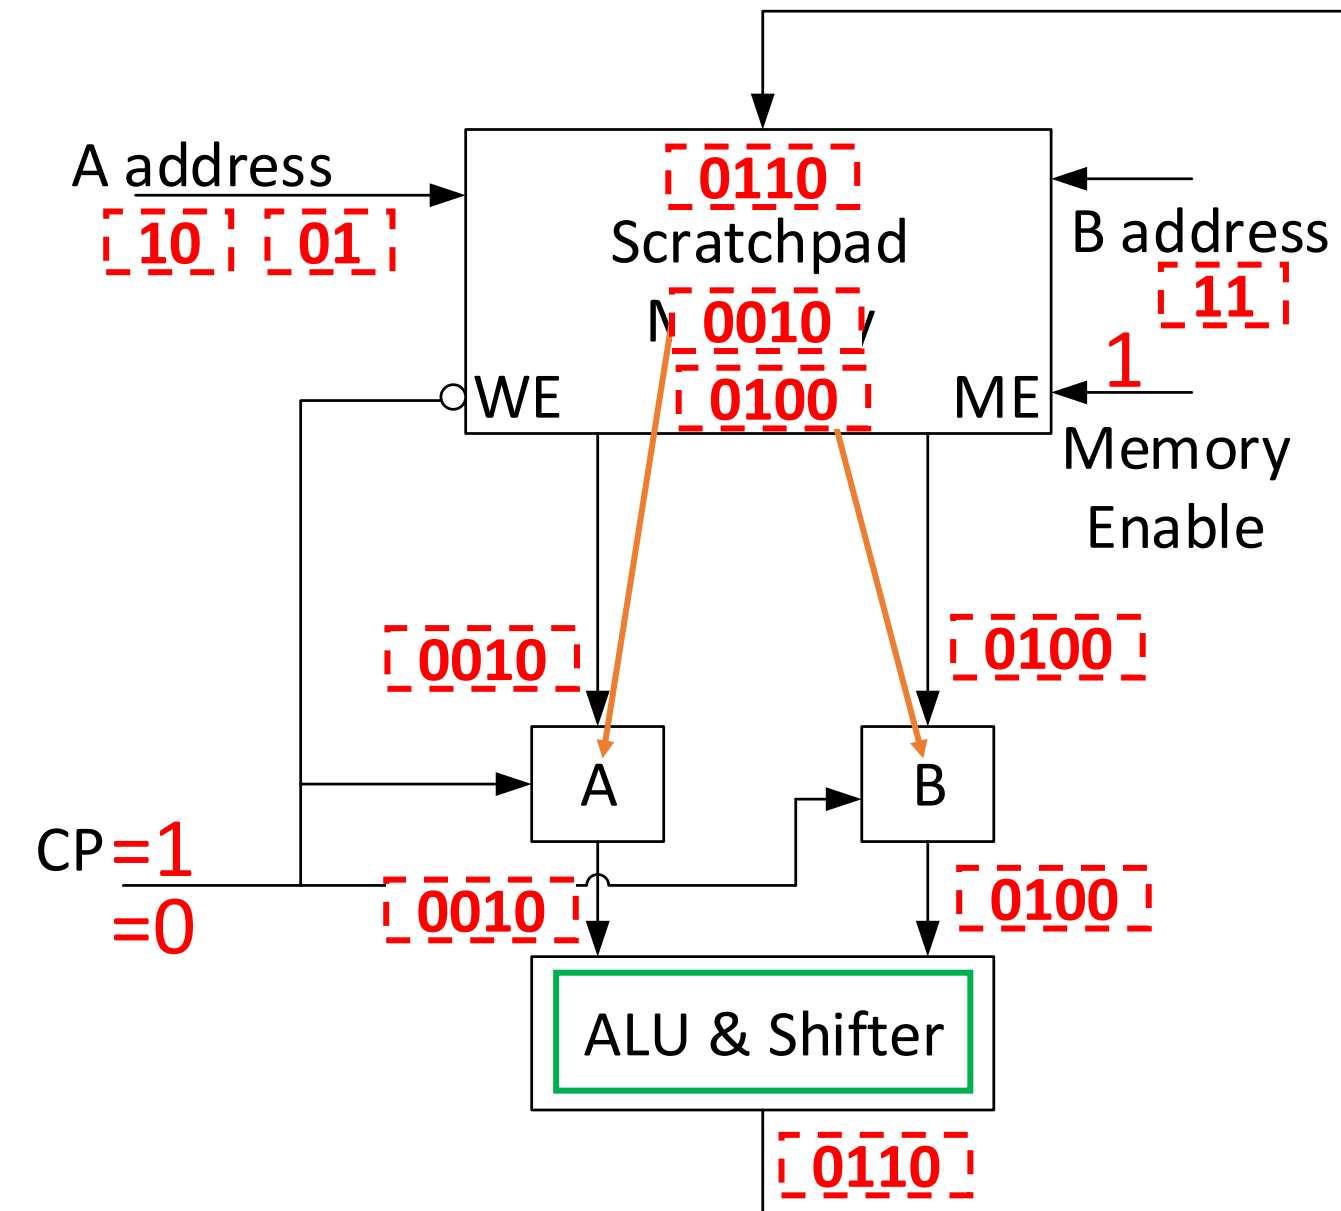 A address
10 01
0110
Scratchpad
0010
0100
WE
ME
B address
11
1
Memory
Enable
0010
0100
A
B
CP =1
=0
0010
0100
ALU & Shifter
0110